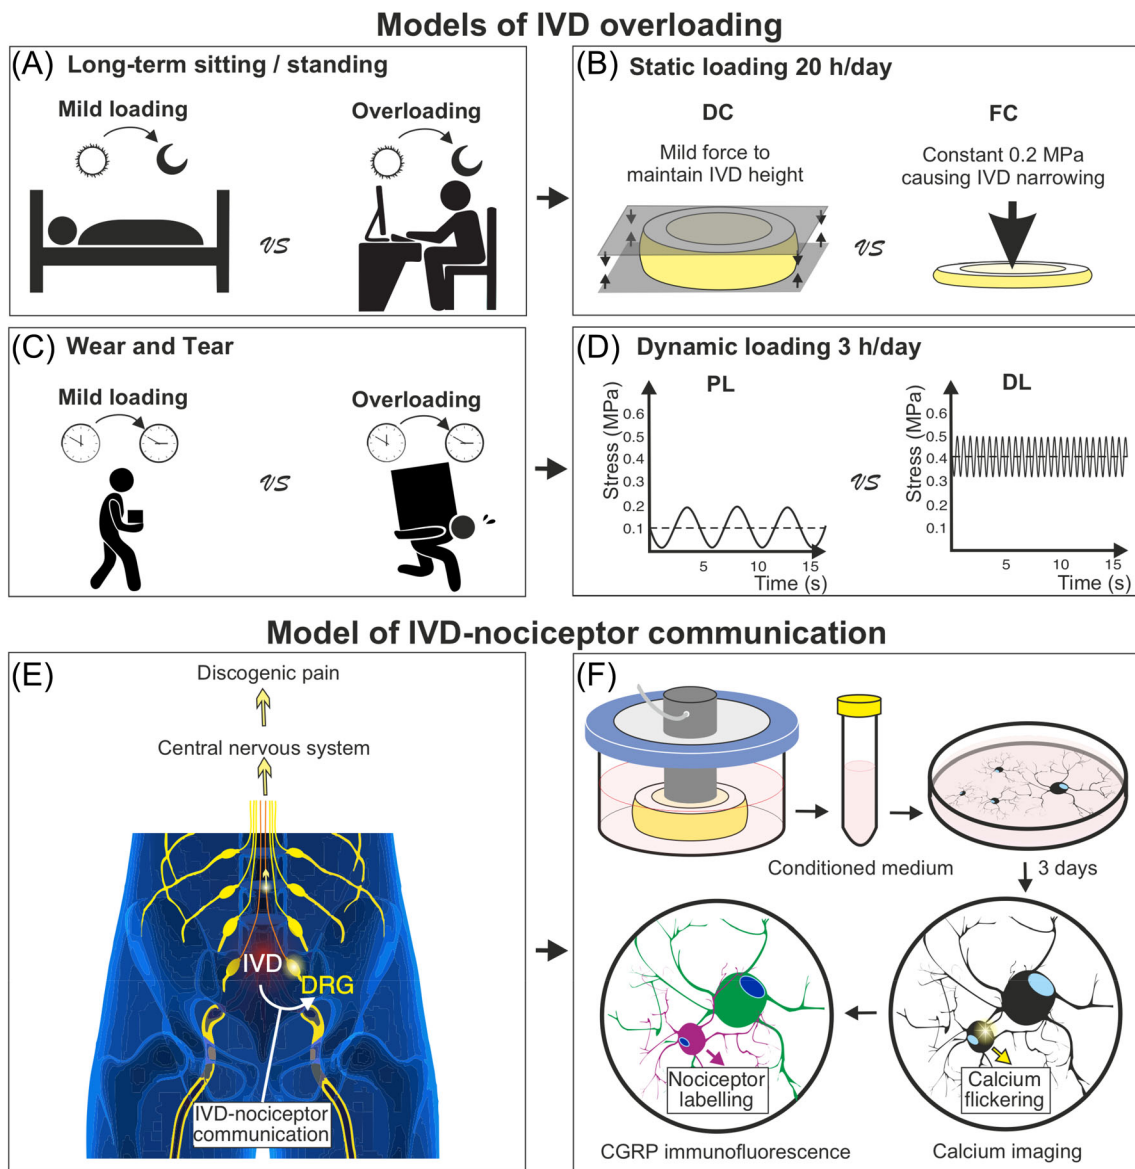 Models of IVD overloading
(A) Long-term sitting / standing
Mild loading
Overloading
vs
(B) Static loading 20 h/day
DC
FC
Mild force to
maintain IVD height
Constant 0.2 MPa
causing IVD narrowing
vs
(C) Wear and Tear
Mild loading
Overloading
vs
(D) Dynamic loading 3 h/day
PL
Stress (MPa)
0.6
0.5
0.4
0.3
0.2
0.1
5
10
15
Time (s)
vs
DL
Stress (MPa)
0.6
0.5
0.4
0.3
0.2
0.1
5
10
15
Time (s)
Model of IVD-nociceptor communication
(E)
Discogenic pain
Central nervous system
IVD
DRG
IVD-nociceptor
communication
(F)
Conditioned medium
3 days
Nociceptor
labelling
CGRP immunofluorescence
Calcium
flickering
Calcium imaging